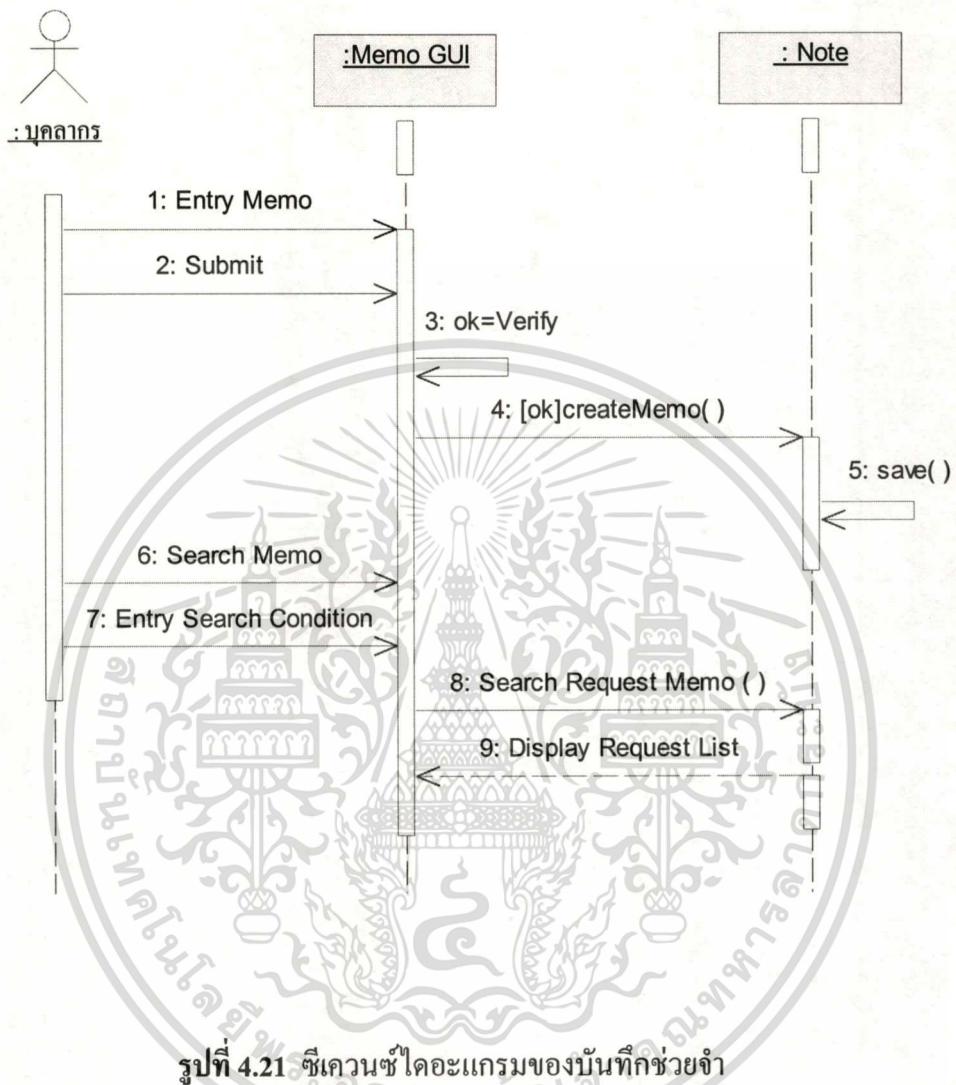 :Memo GUI
: Note
: บุคลากร
1: Entry Memo
2: Submit
3: ok=Verify
4: [ok]createMemo( )
5: save( )
6: Search Memo
7: Entry Search Condition
8: Search Request Memo ( )
9: Display Request List
รูปที่ 4.21 ซีเควนซ์ไดอะแกรมของบันทึกช่วยจำ